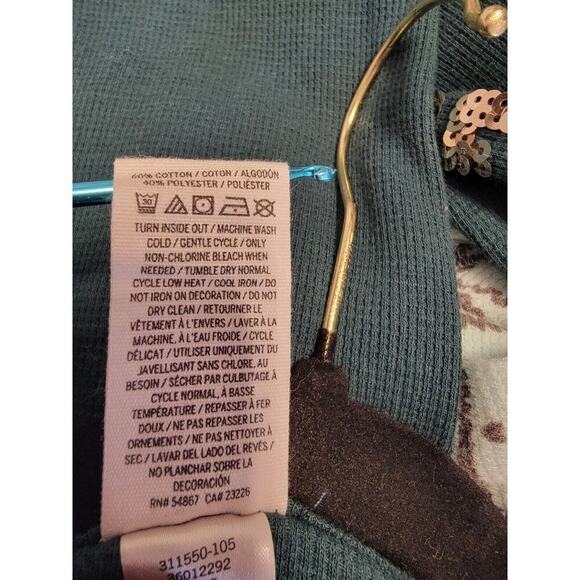 60% COTTON / COTON / ALGODÓN
40% POLYESTER / POLIÉSTER
30
TURN INSIDE OUT / MACHINE WASH
COLD / GENTLE CYCLE / ONLY
NON-CHLORINE BLEACH WHEN
NEEDED / TUMBLE DRY NORMAL
CYCLE LOW HEAT / COOL IRON / DO
NOT IRON ON DECORATION / DO NOT
DRY CLEAN / RETOURNER LE
VÊTEMENT À L'ENVERS / LAVER À LA
MACHINE, À L'EAU FROIDE / CYCLE
DÉLICAT / UTILISER UNIQUEMENT DU
JAVELLISANT SANS CHLORE, AU
BESOIN / SÉCHER PAR CULBUTAGE À
CYCLE NORMAL, À BASSE
TEMPÉRATURE / REPASSER À FER
DOUX / NE PAS REPASSER LES
ORNEMENTS / NE PAS NETTOYER À
SEC / LAVAR DEL LADO DEL REVÉS /
NO PLANCHAR SOBRE LA
DECORACIÓN
RN# 54867 CA# 23226
311550-105
36012292